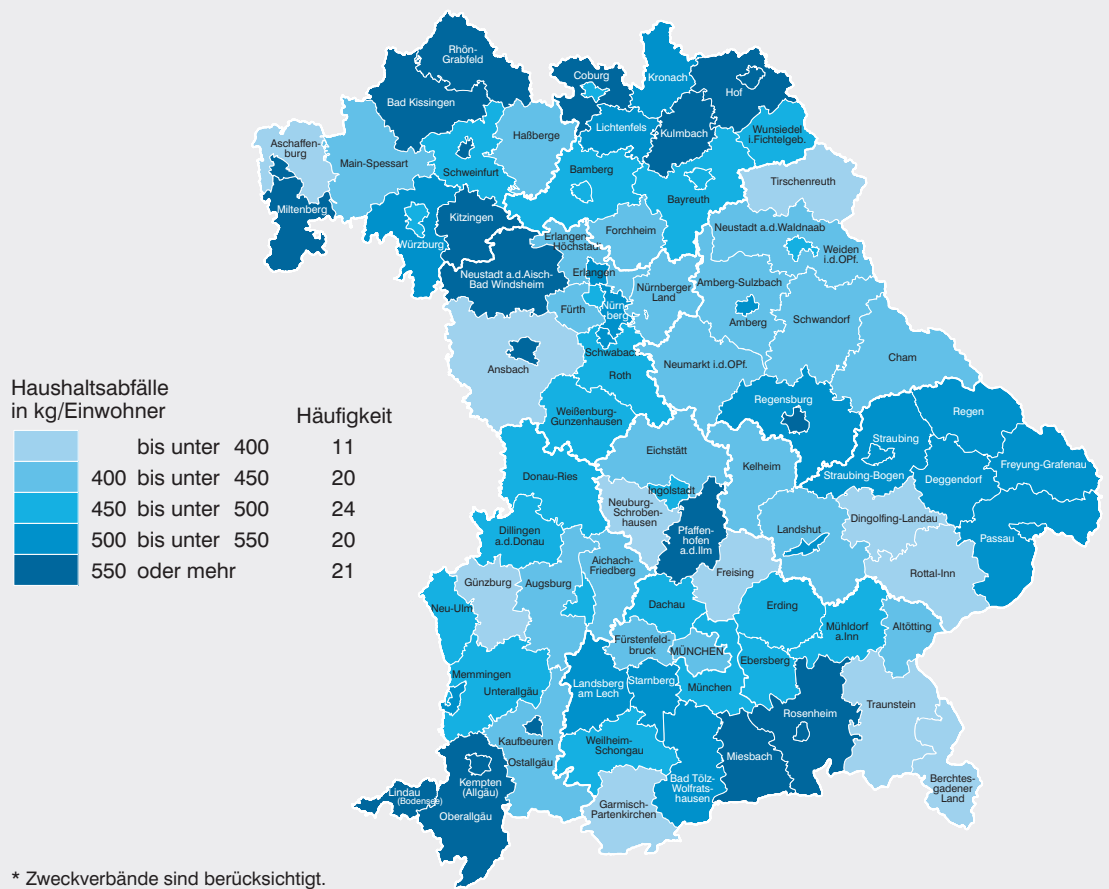 Rhön-
Grabfeld
Bad Kissingen
Coburg
Kronach
Hof
Lichtenfels
Kulmbach
Wunsiedel
i.Fichtelgeb.
Aschaffen-
burg
Main-Spessart
Haßberge
Schweinfurt
Bamberg
Bayreuth
Tirschenreuth
Miltenberg
Würzburg
Kitzingen
Erlangen-
Höchstadt
Forchheim
Neustadt a.d.Waldnaab
Weiden
i.d.OPf.
Neustadt a.d.Aisch-
Bad Windsheim
Erlangen
Fürth
Nürn-
berg
Nürnberger
Land
Amberg-Sulzbach
Amberg
Schwandorf
Cham
Ansbach
Schwabach
Roth
Neumarkt i.d.OPf.
Weißenburg-
Gunzenhausen
Regensburg
Regen
Straubing
Straubing-Bogen
Deggendorf
Freyung-Grafenau
Passau
Eichstätt
Kelheim
Donau-Ries
Ingolstadt
Neuburg-
Schroben-
hausen
Pfaffen-
hofen
a.d.Ilm
Landshut
Dingolfing-Landau
Rottal-Inn
Dillingen
a.d.Donau
Aichach-
Friedberg
Freising
Günzburg
Augsburg
Neu-Ulm
Dachau
Erding
Mühldorf
a.Inn
Altötting
Fürstenfeld-
bruck
MÜNCHEN
Ebersberg
Memmingen
Unterallgäu
Landsberg
am Lech
Starnberg
München
Traunstein
Rosenheim
Kaufbeuren
Ostallgäu
Weilheim-
Schongau
Miesbach
Bad Tölz-
Wolfrats-
hausen
Berchtes-
gadener
Land
Garmisch-
Partenkirchen
Kempten
(Allgäu)
Lindau
(Bodensee)
Oberallgäu
Haushaltsabfälle
in kg/Einwohner Häufigkeit
bis unter 400 11
400 bis unter 450 20
450 bis unter 500 24
500 bis unter 550 20
550 oder mehr 21
* Zweckverbände sind berücksichtigt.